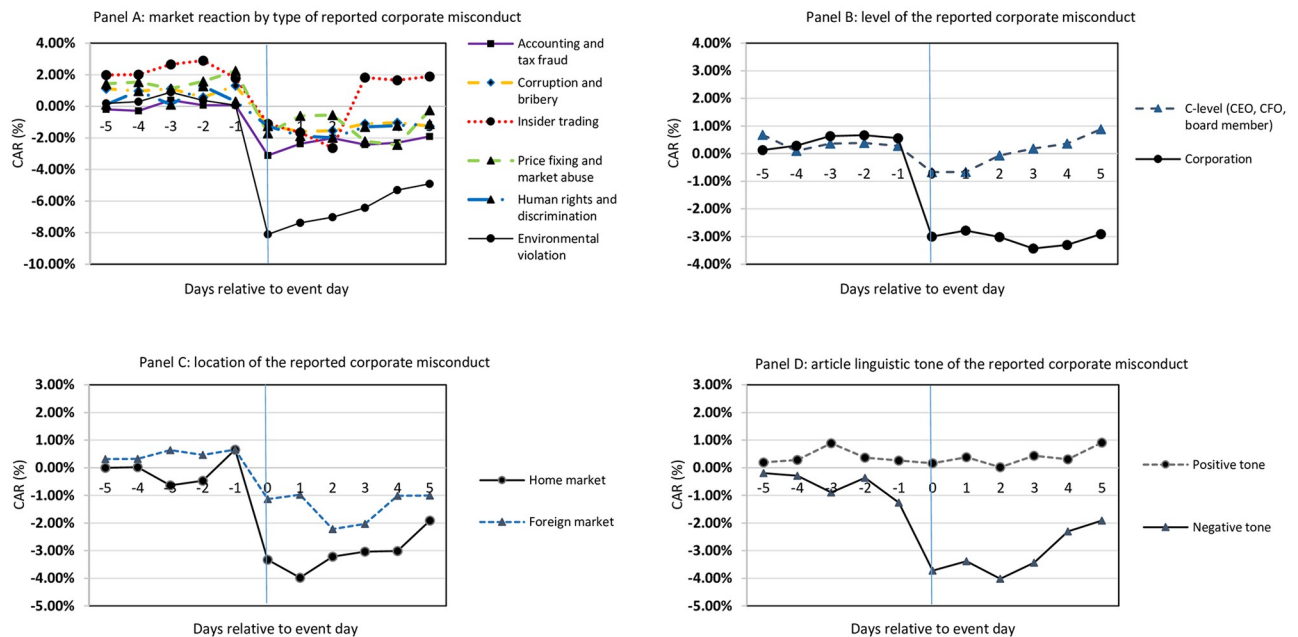 Panel A: market reaction by type of reported corporate misconduct
4.00%
2.00%
0.00%
-2.00%
-4.00%
-6.00%
-8.00%
-10.00%
CAR (%)
-5 -4 -3 -2 -1 0 1 2 3 4 5
Days relative to event day
Accounting and
tax fraud
Corruption and
bribery
Insider trading
Price fixing and
market abuse
Human rights and
discrimination
Environmental
violation
Panel B: level of the reported corporate misconduct
4.00%
3.00%
2.00%
1.00%
0.00%
-1.00%
-2.00%
-3.00%
-4.00%
CAR (%)
-5 -4 -3 -2 -1 0 1 2 3 4 5
Days relative to event day
C-level (CEO, CFO,
board member)
Corporation
Panel C: location of the reported corporate misconduct
3.00%
2.00%
1.00%
0.00%
-1.00%
-2.00%
-3.00%
-4.00%
-5.00%
CAR (%)
-5 -4 -3 -2 -1 0 1 2 3 4 5
Days relative to event day
Home market
Foreign market
Panel D: article linguistic tone of the reported corporate misconduct
3.00%
2.00%
1.00%
0.00%
-1.00%
-2.00%
-3.00%
-4.00%
-5.00%
CAR (%)
-5 -4 -3 -2 -1 0 1 2 3 4 5
Days relative to event day
Positive tone
Negative tone